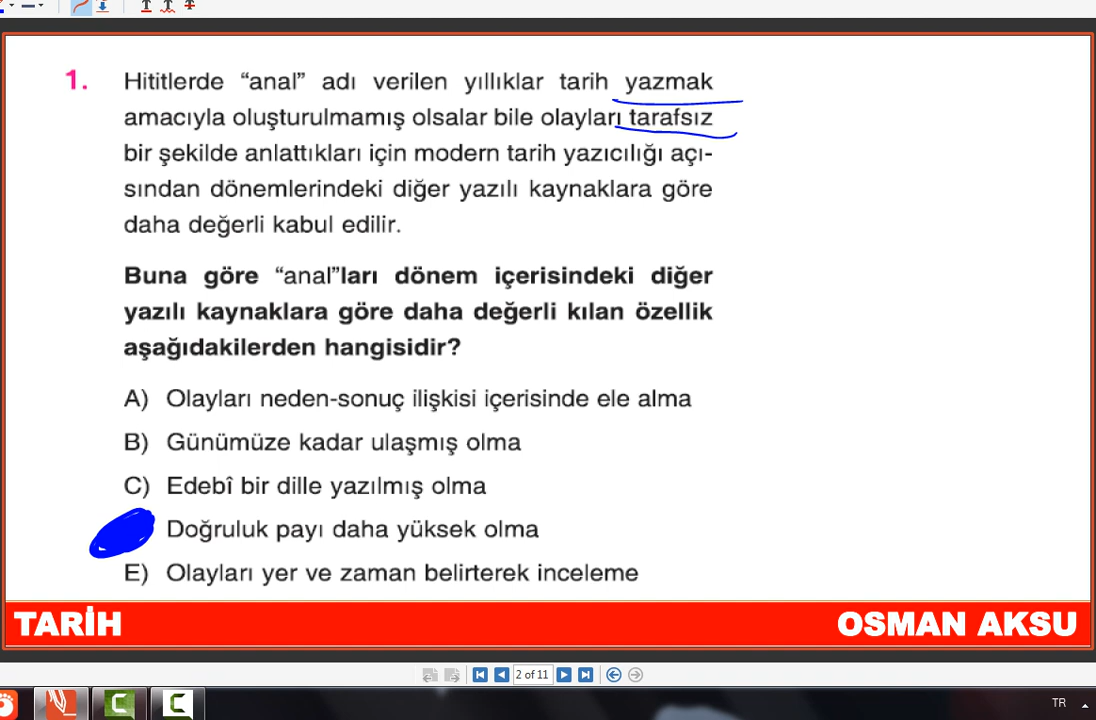 1. Hititlerde “anal” adı verilen yıllıklar tarih yazmak
amacıyla oluşturulmamış olsalar bile olayları tarafsız
bir şekilde anlattıkları için modern tarih yazıcılığı açı-
sından dönemlerindeki diğer yazılı kaynaklara göre
daha değerli kabul edilir.
Buna göre “anal”ları dönem içerisindeki diğer
yazılı kaynaklara göre daha değerli kılan özellik
aşağıdakilerden hangisidir?
A) Olayları neden-sonuç ilişkisi içerisinde ele alma
B) Günümüze kadar ulaşmış olma
C) Edebî bir dille yazılmış olma
Doğruluk payı daha yüksek olma
E) Olayları yer ve zaman belirterek inceleme
TARİH OSMAN AKSU
2 of 11
TR